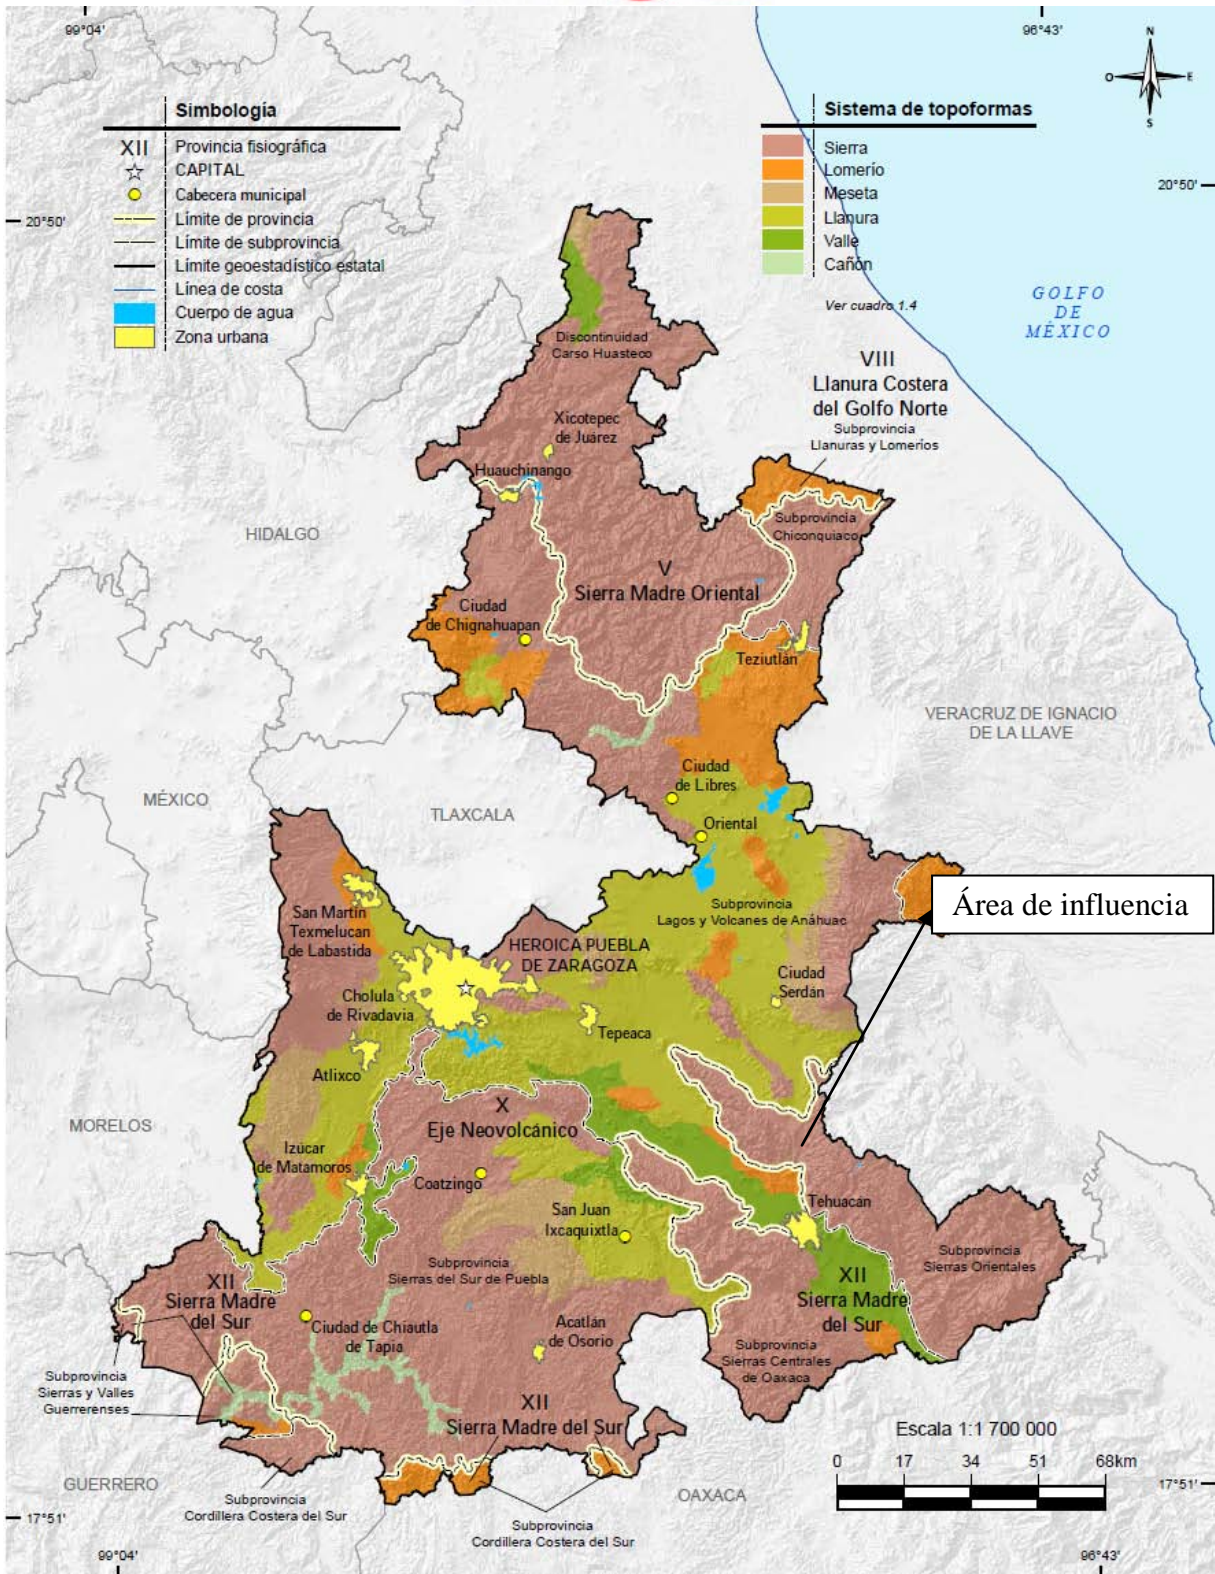 99°04'
96°43'
N
O
E
S
Simbología
XII Provincia fisiográfica
CAPITAL
Cabecera municipal
Límite de provincia
Límite de subprovincia
Límite geoestadístico estatal
Línea de costa
Cuerpo de agua
Zona urbana
Sistema de topoformas
Sierra
Lomerío
Meseta
Llanura
Valle
Cañón
Ver cuadro 1.4
20°50'
20°50'
GOLFO
DE
MÉXICO
Discontinuidad
Carso Huasteco
VIII
Llanura Costera
del Golfo Norte
Subprovincia
Llanuras y Lomeríos
Xicotepec
de Juárez
Huauchinango
Subprovincia
Chiconquiaco
HIDALGO
V
Sierra Madre Oriental
Ciudad
de Chignahuapan
Teziutlán
VERACRUZ DE IGNACIO
DE LA LLAVE
Ciudad
de Libres
MÉXICO
TLAXCALA
Oriental
Área de influencia
Subprovincia
Lagos y Volcanes de Anáhuac
San Martín
Texmelucan
de Labastida
HEROICA PUEBLA
DE ZARAGOZA
Ciudad
Serdán
Cholula
de Rivadavia
Tepeaca
Atlixco
MORELOS
X
Eje Neovolcánico
Izúcar
de Matamoros
Coatzingo
Tehuacán
San Juan
Ixcaquixtla
Subprovincia
Sierras Orientales
Subprovincia
Sierras del Sur de Puebla
XII
Sierra Madre
del Sur
XII
Sierra Madre
del Sur
Ciudad de Chiautla
de Tapia
Acatlán
de Osorio
Subprovincia
Sierras Centrales
de Oaxaca
Subprovincia
Sierras y Valles
Guerrerenses
XII
Sierra Madre del Sur
Escala 1:1 700 000
0 17 34 51 68km
GUERRERO
OAXACA
Subprovincia
Cordillera Costera del Sur
Subprovincia
Cordillera Costera del Sur
17°51'
17°51'
99°04'
96°43'